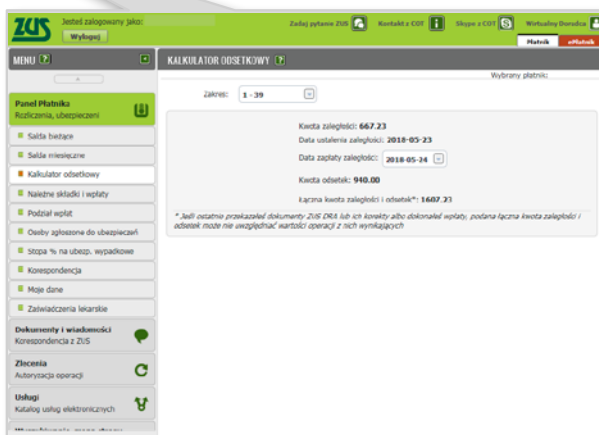 ZUS
Jesteś zalogowany jako:
Wyloguj
Zadaj pytanie ZUS
Kontakt z COT
Skype z COT
Wirtualny Doradca
Płatnik
ePłatnik
MENU
KALKULATOR ODSETKOWY
Wybrany płatnik:
Zakres: 1 - 39
Panel Płatnika
Rozliczenia, ubezpieczeni
Salda bieżące
Salda miesięczne
Kalkulator odsetkowy
Należne składki i wpłaty
Podział wpłat
Osoby zgłoszone do ubezpieczeń
Stopa % na ubezp. wypadkowe
Korespondencja
Moje dane
Zaświadczenia lekarskie
Dokumenty i wiadomości
Korespondencja z ZUS
Zlecenia
Autoryzacja operacji
Usługi
Katalog usług elektronicznych
Kwota zaległości: 667.23
Data ustalenia zaległości: 2018-05-23
Data zapłaty zaległości: 2018-05-24
Kwota odsetek: 940.00
Łączna kwota zaległości i odsetek*: 1607.23
* Jeśli ostatnio przekazałeś dokumenty ZUS DRA lub ich korekty albo dokonałeś wpłaty, podana łączna kwota zaległości i
odsetek może nie uwzględniać wartości operacji z nich wynikających